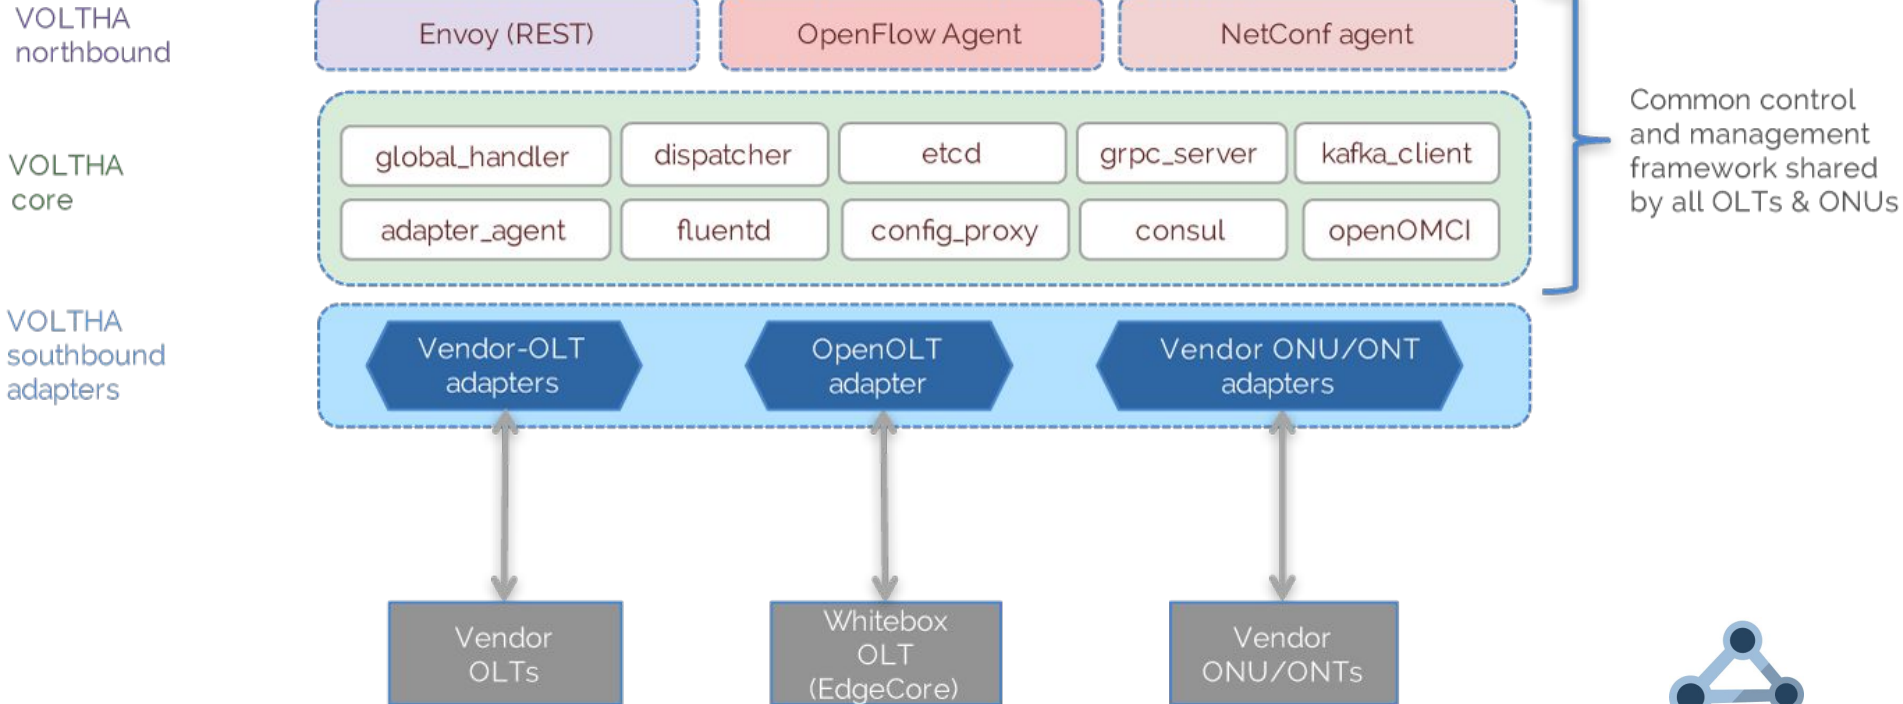 VOLTHA
northbound
Envoy (REST)
OpenFlow Agent
NetConf agent
Common control
and management
framework shared
by all OLTs & ONUs
VOLTHA
core
global_handler
dispatcher
etcd
grpc_server
kafka_client
adapter_agent
fluentd
config_proxy
consul
openOMCI
VOLTHA
southbound
adapters
Vendor-OLT
adapters
OpenOLT
adapter
Vendor ONU/ONT
adapters
Vendor
OLTs
Whitebox
OLT
(EdgeCore)
Vendor
ONU/ONTs